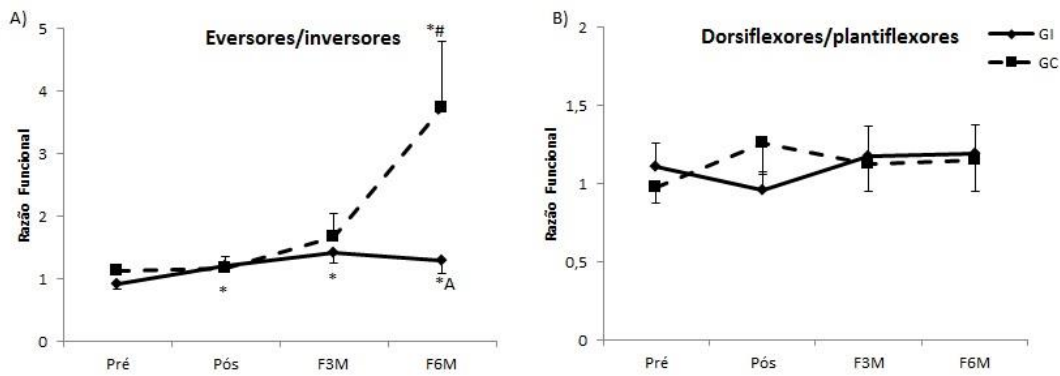 A)
Eversores/inversores
Razão Funcional
5
4
3
2
1
0
*#
*
*
*A
Pré
Pós
F3M
F6M
B)
Dorsiflexores/plantiflexores
GI
GC
Razão Funcional
2
1,5
1
0,5
0
Pré
Pós
F3M
F6M